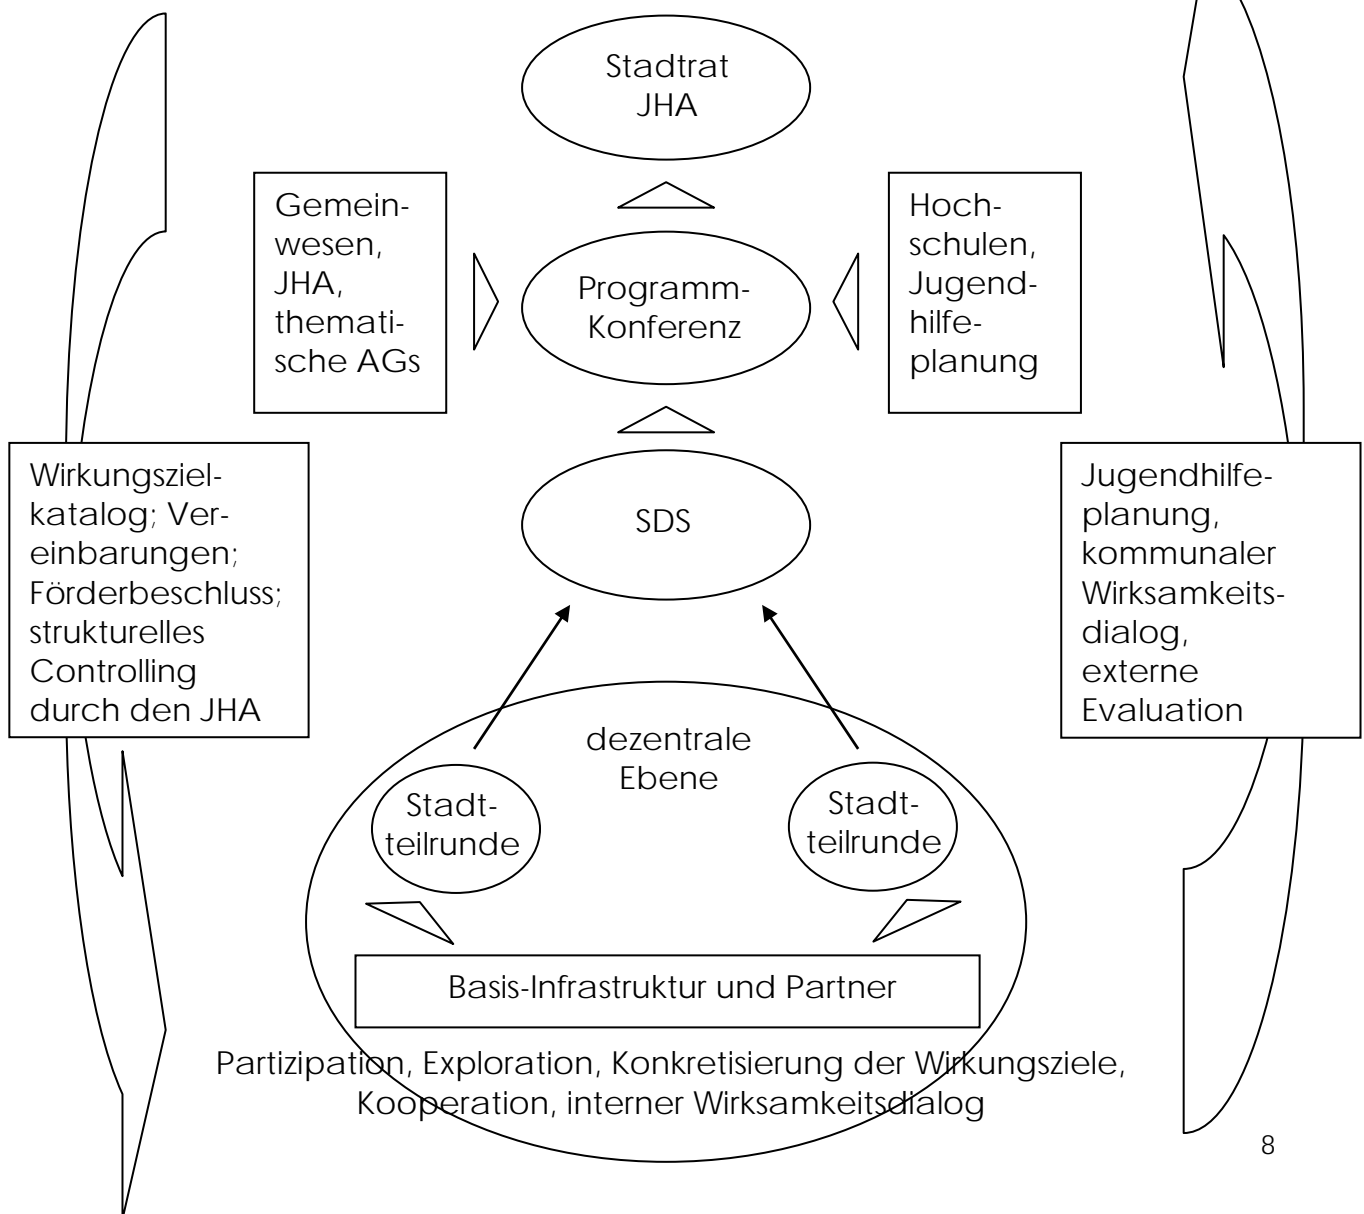 Stadtrat
JHA
Gemein-
wesen,
JHA,
themati-
sche AGs
Programm-
Konferenz
Hoch-
schulen,
Jugend-
hilfe-
planung
Wirkungsziel-
katalog; Ver-
einbarungen;
Förderbeschluss;
strukturelles
Controlling
durch den JHA
SDS
Jugendhilfe-
planung,
kommunaler
Wirksamkeits-
dialog,
externe
Evaluation
dezentrale
Ebene
Stadt-
teilrunde
Stadt-
teilrunde
Basis-Infrastruktur und Partner
Partizipation, Exploration, Konkretisierung der Wirkungsziele,
Kooperation, interner Wirksamkeitsdialog
8